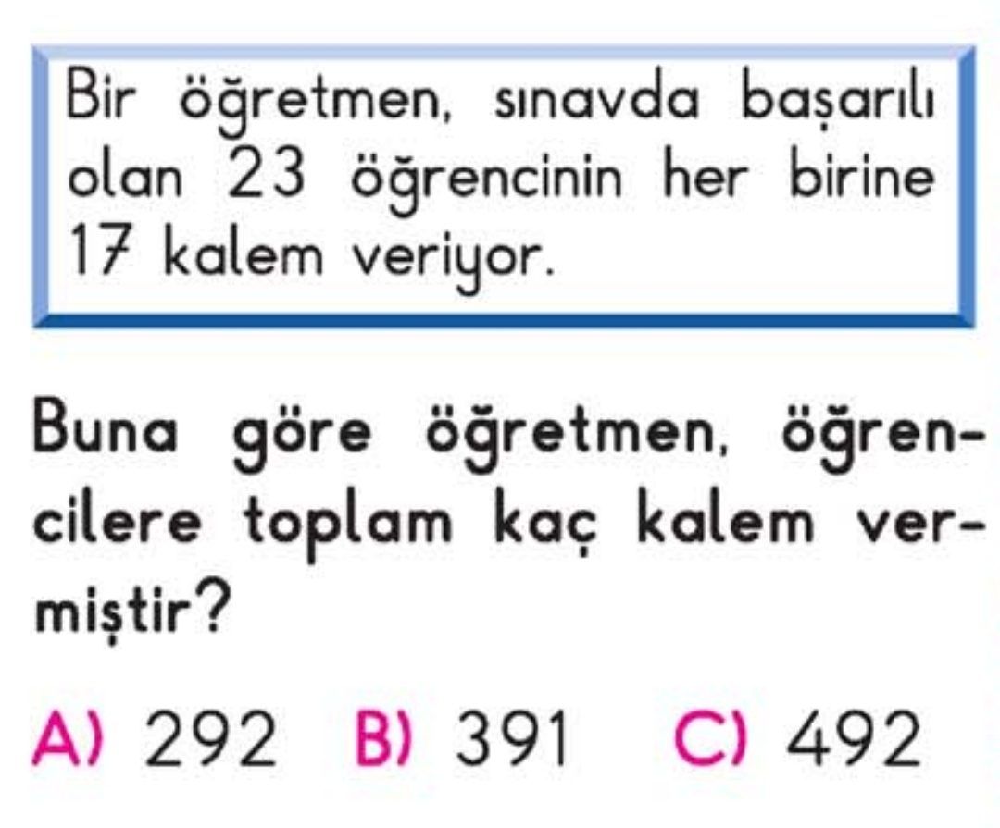 Bir öğretmen, sınavda başarılı
olan 23 öğrencinin her birine
17 kalem veriyor.
Buna göre öğretmen, öğren-
cilere toplam kaç kalem ver-
miştir?
A) 292 B) 391 C) 492